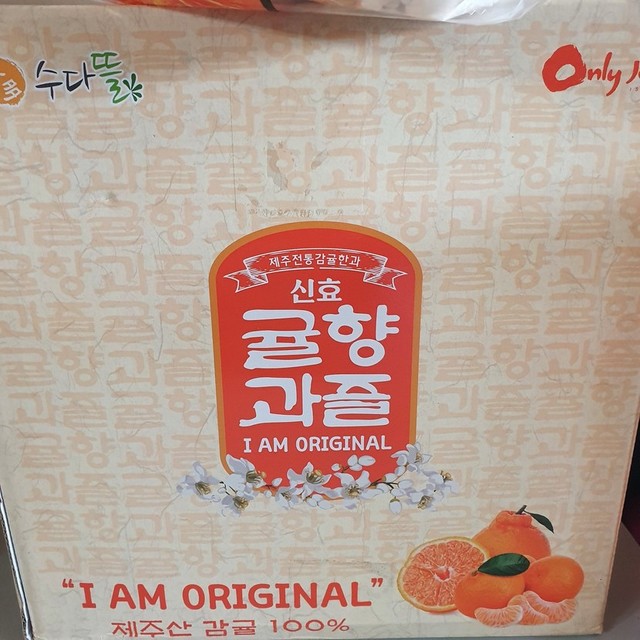 수다뜰
Only
제주전통감귤한과
신효
귤향
과즐
I AM ORIGINAL
“I AM ORIGINAL”
제주산 감귤 100%